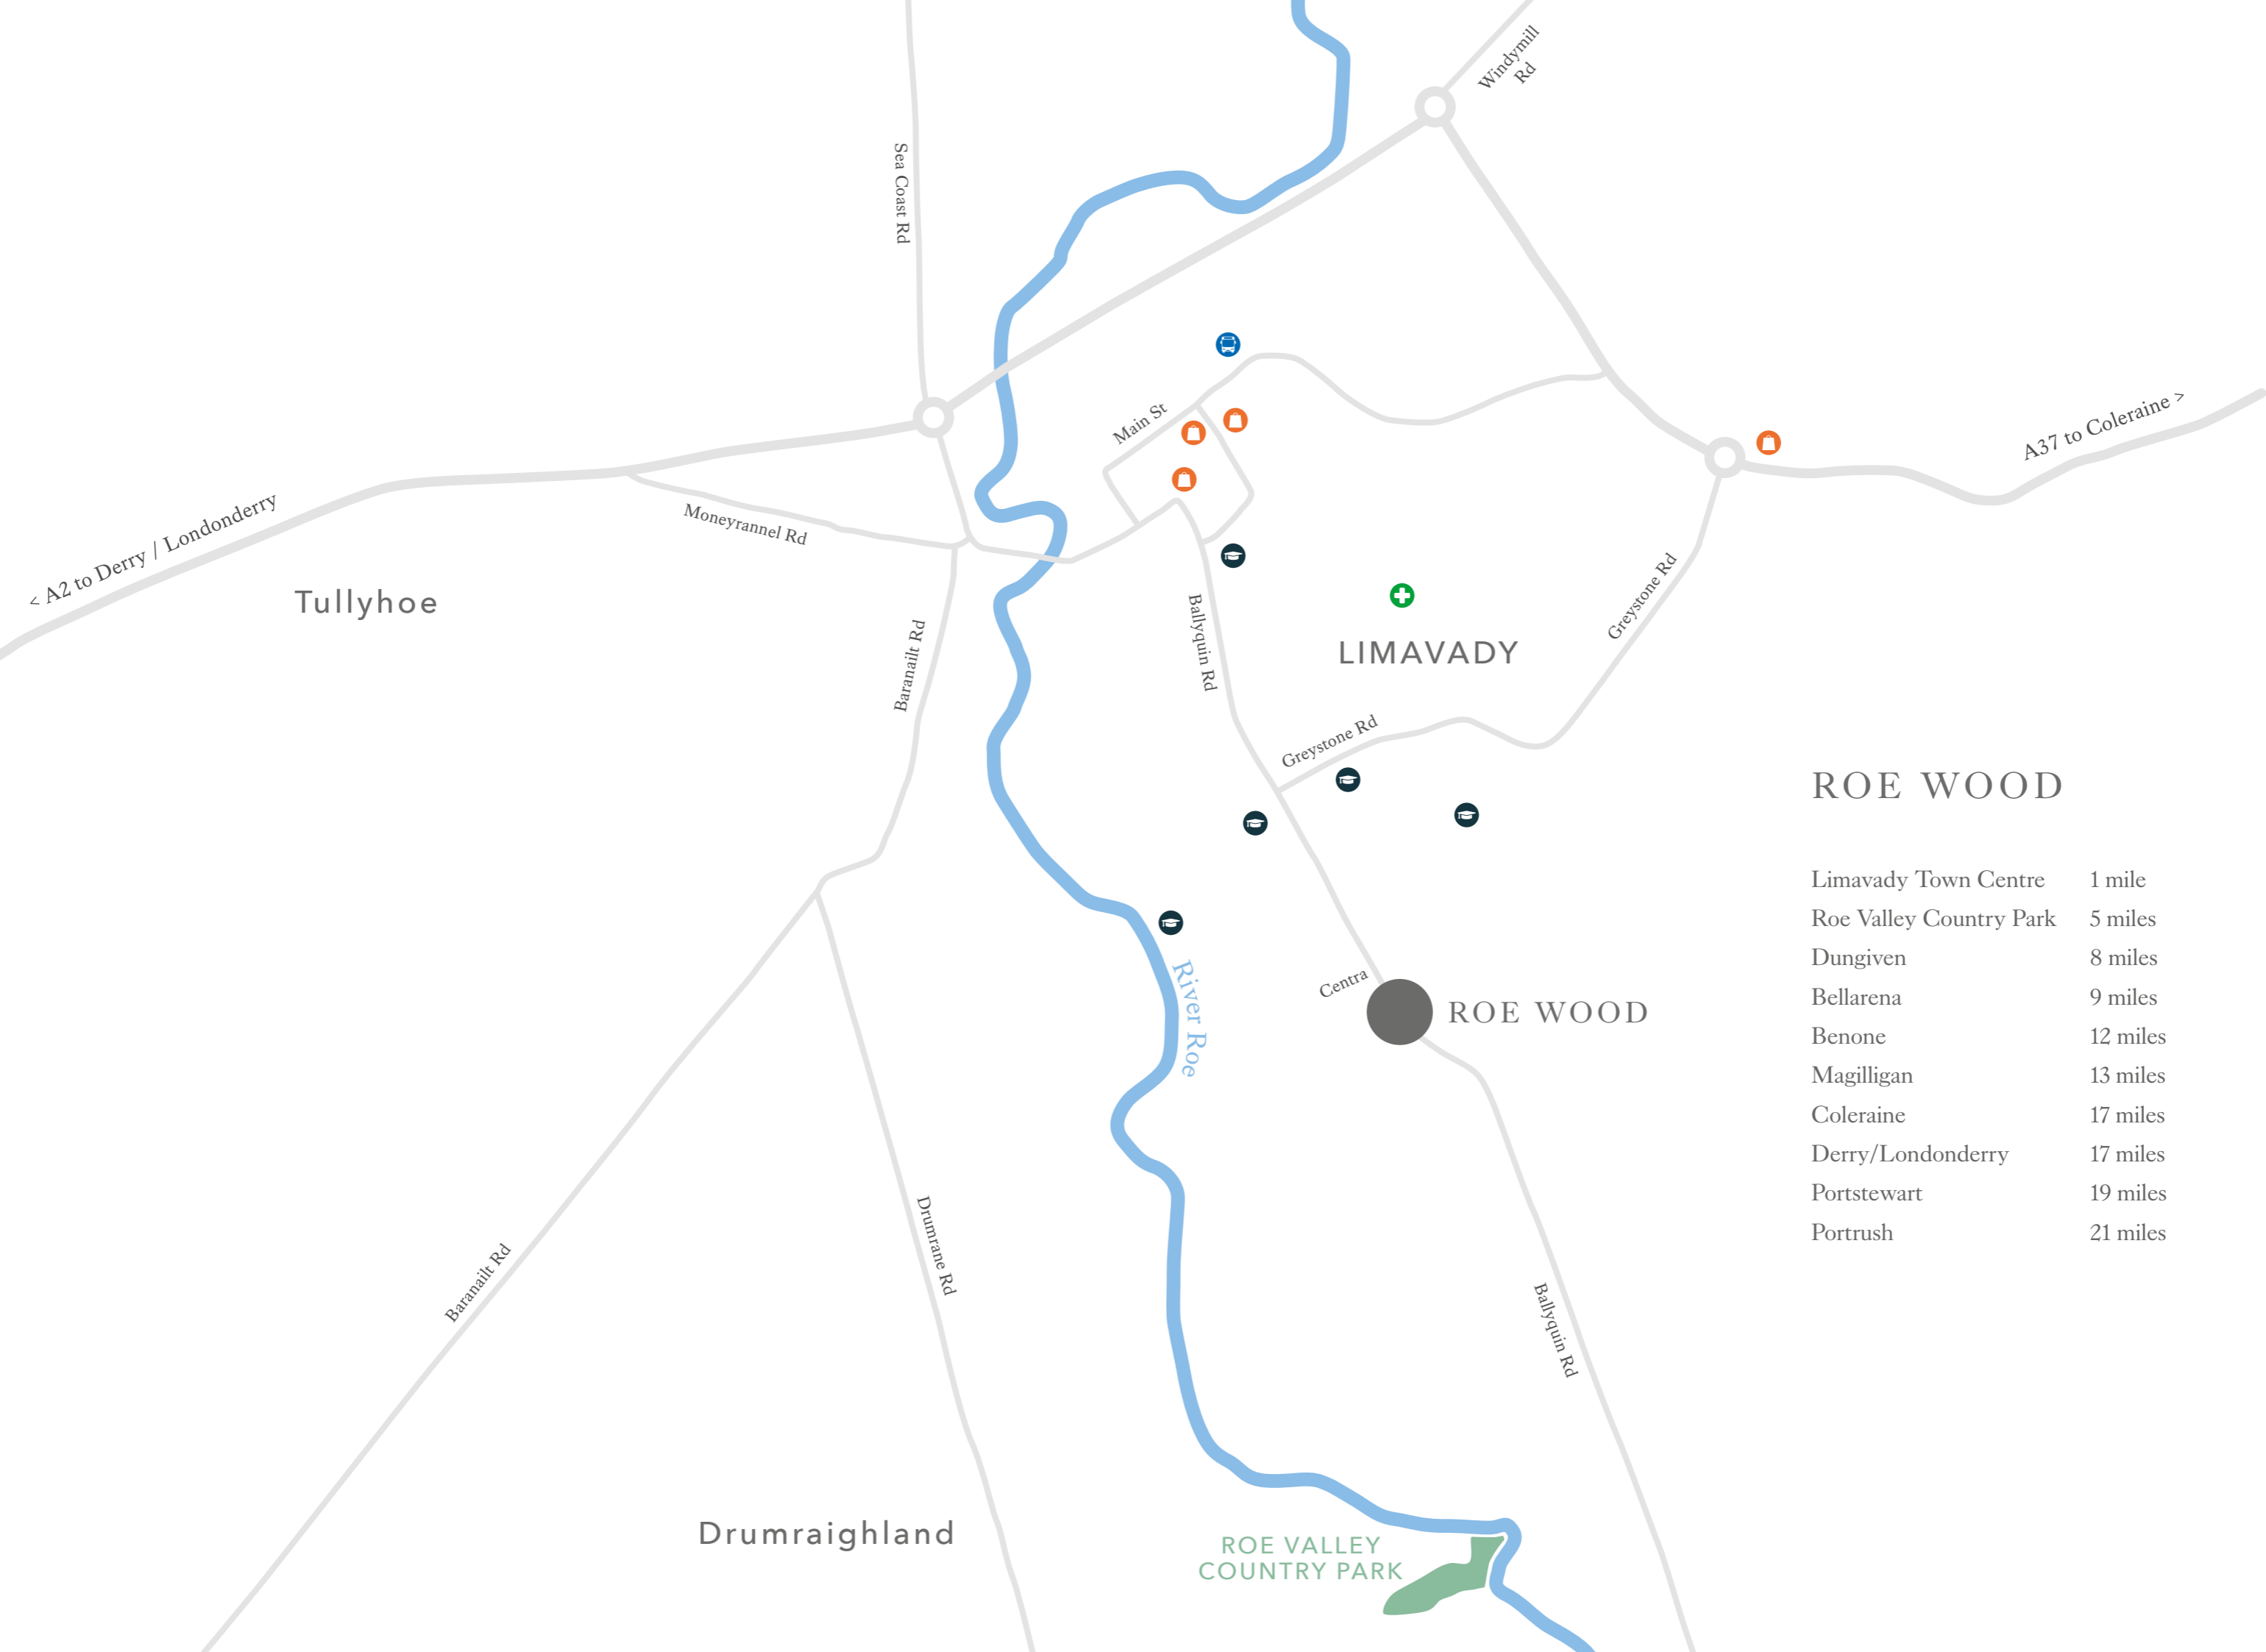 Windymill
Rd
Sea Coast Rd
Main St
A37 to Coleraine >
< A2 to Derry / Londonderry
Moneyrannel Rd
Tullyhoe
Baranailt Rd
Ballyquin Rd
Greystone Rd
LIMAVADY
Greystone Rd
River Roe
Centra
ROE WOOD
ROE WOOD
Limavady Town Centre 1 mile
Roe Valley Country Park 5 miles
Dungiven 8 miles
Bellarena 9 miles
Benone 12 miles
Magilligan 13 miles
Coleraine 17 miles
Derry/Londonderry 17 miles
Portstewart 19 miles
Portrush 21 miles
Drumrane Rd
Baranailt Rd
Ballyquin Rd
Drumraighland
ROE VALLEY
COUNTRY PARK